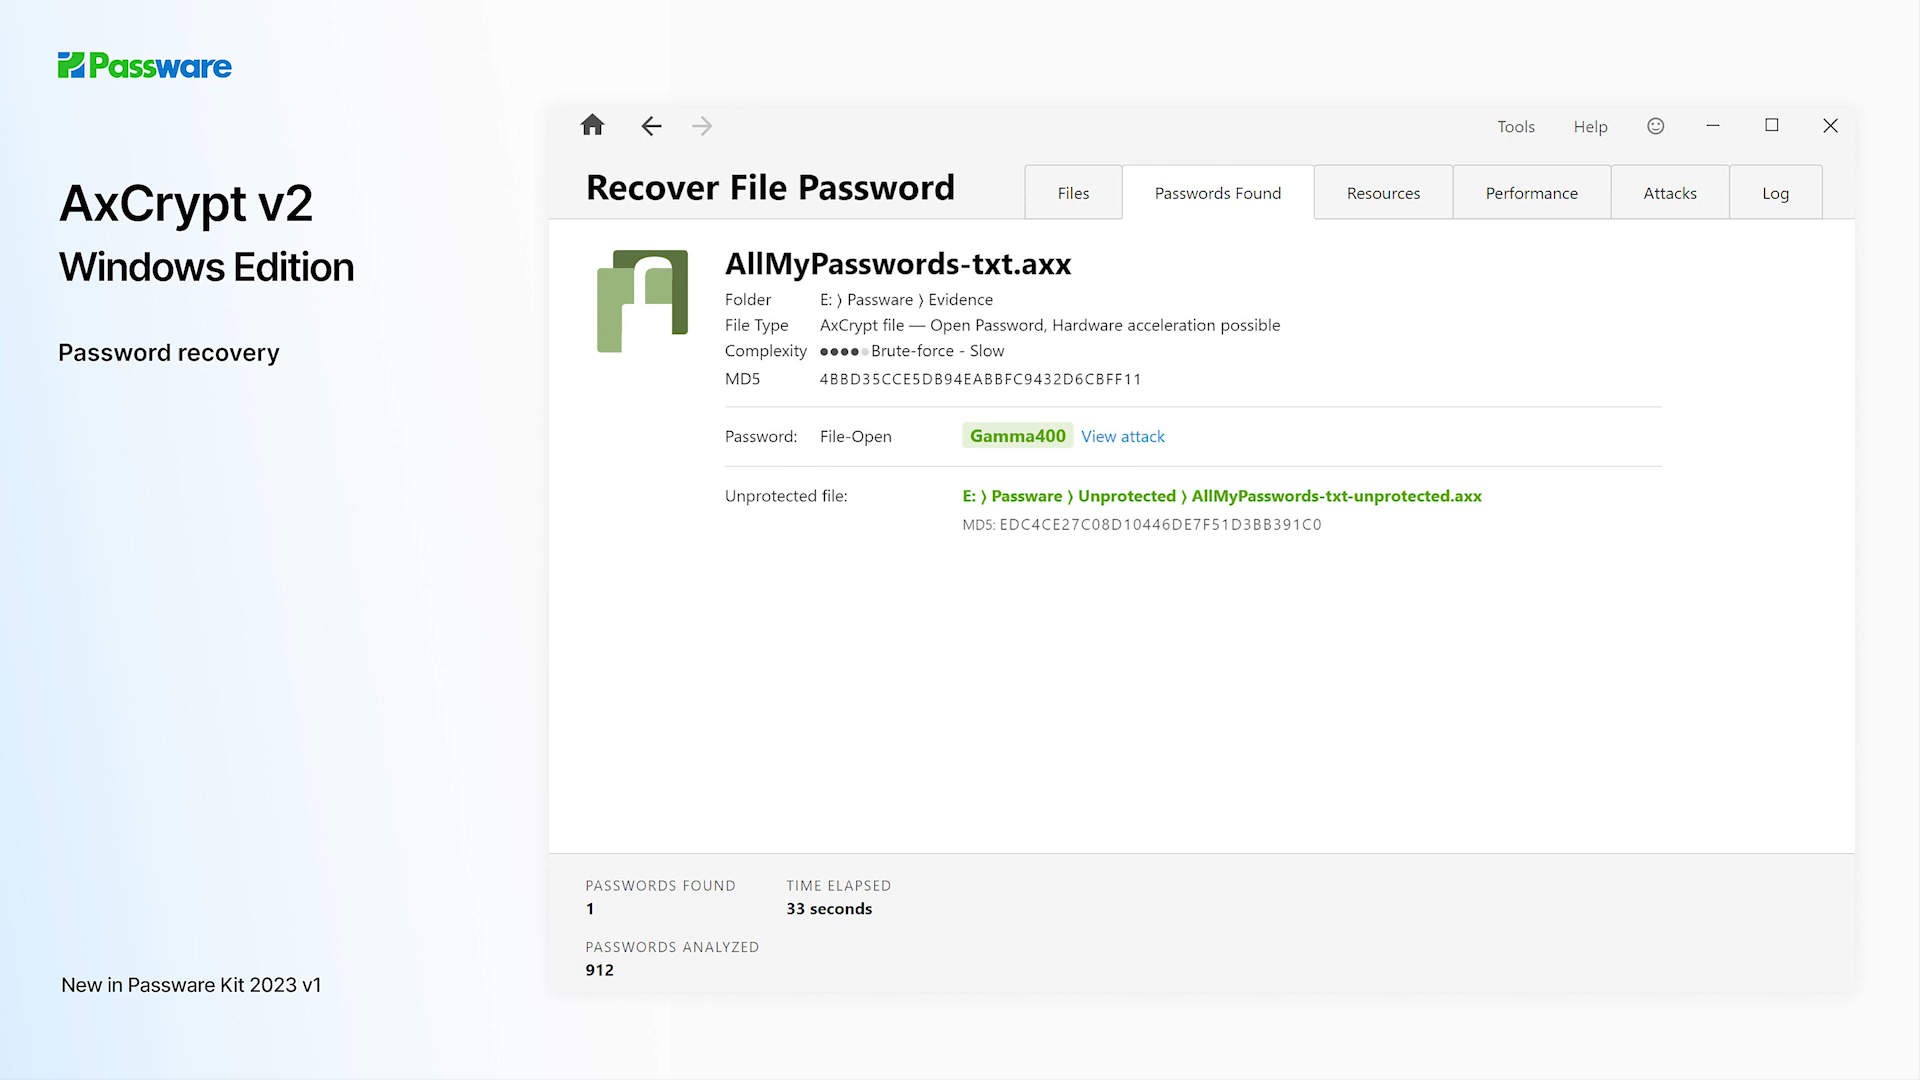 Passware
AxCrypt v2
Windows Edition
Password recovery
New in Passware Kit 2023 v1
Tools Help
Recover File Password
Files Passwords Found Resources Performance Attacks Log
AllMyPasswords-txt.axx
Folder E: ⟩ Passware ⟩ Evidence
File Type AxCrypt file — Open Password, Hardware acceleration possible
Complexity Brute-force - Slow
MD5 4BBD35CCE5DB94EABBFC9432D6CBFF11
Password: File-Open Gamma400 View attack
Unprotected file: E: ⟩ Passware ⟩ Unprotected ⟩ AllMyPasswords-txt-unprotected.axx
MD5: EDC4CE27C08D10446DE7F51D3BB391C0
PASSWORDS FOUND TIME ELAPSED
1 33 seconds
PASSWORDS ANALYZED
912